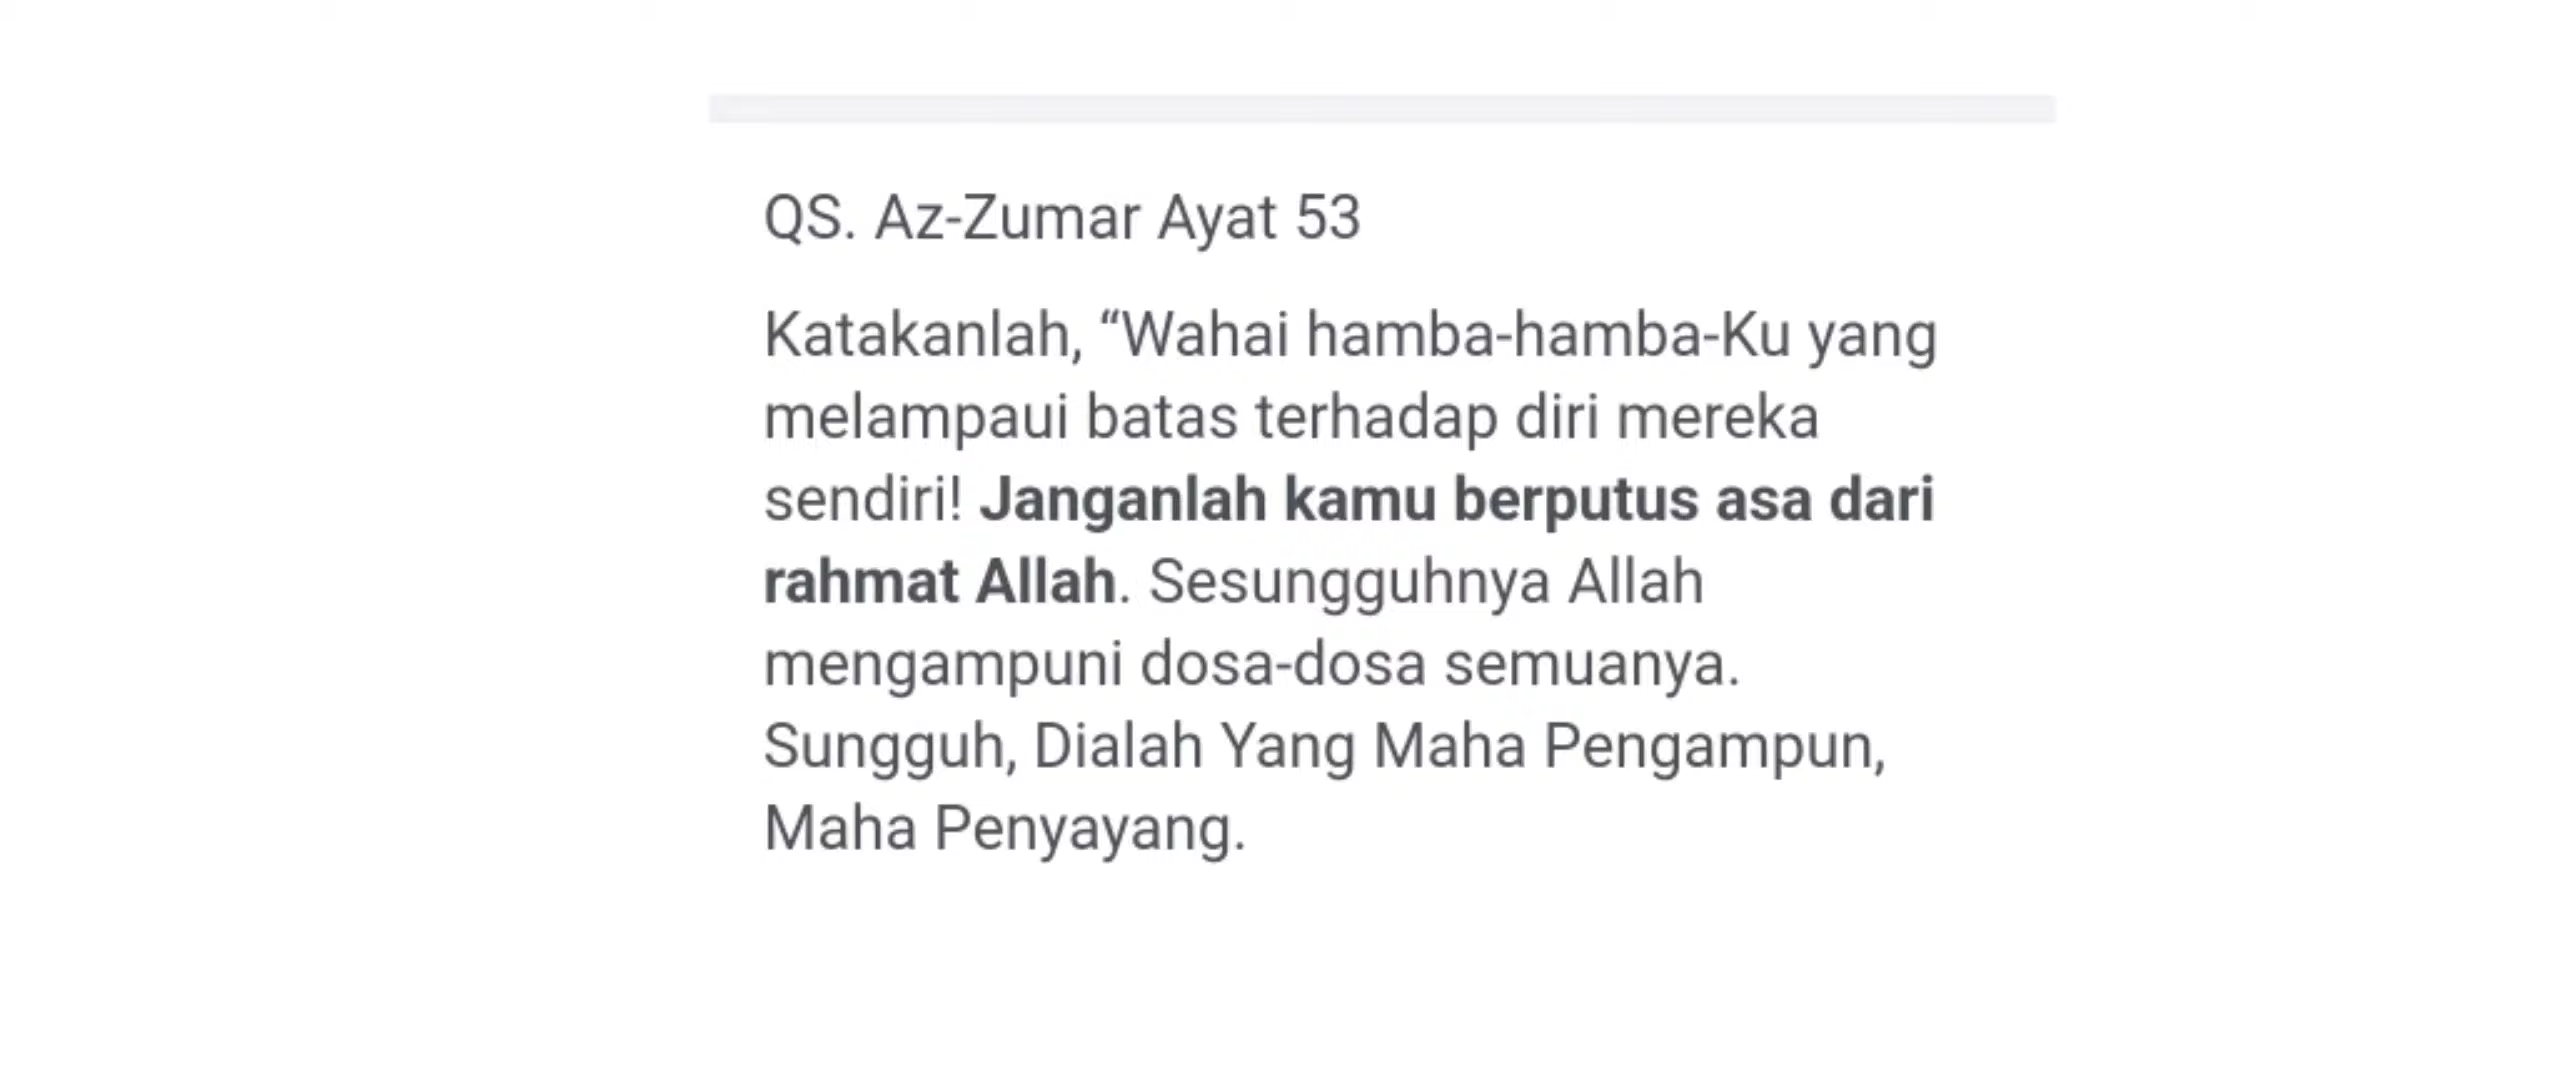 QS. Az-Zumar Ayat 53
Katakanlah, “Wahai hamba-hamba-Ku yang
melampaui batas terhadap diri mereka
sendiri! Janganlah kamu berputus asa dari
rahmat Allah. Sesungguhnya Allah
mengampuni dosa-dosa semuanya.
Sungguh, Dialah Yang Maha Pengampun,
Maha Penyayang.